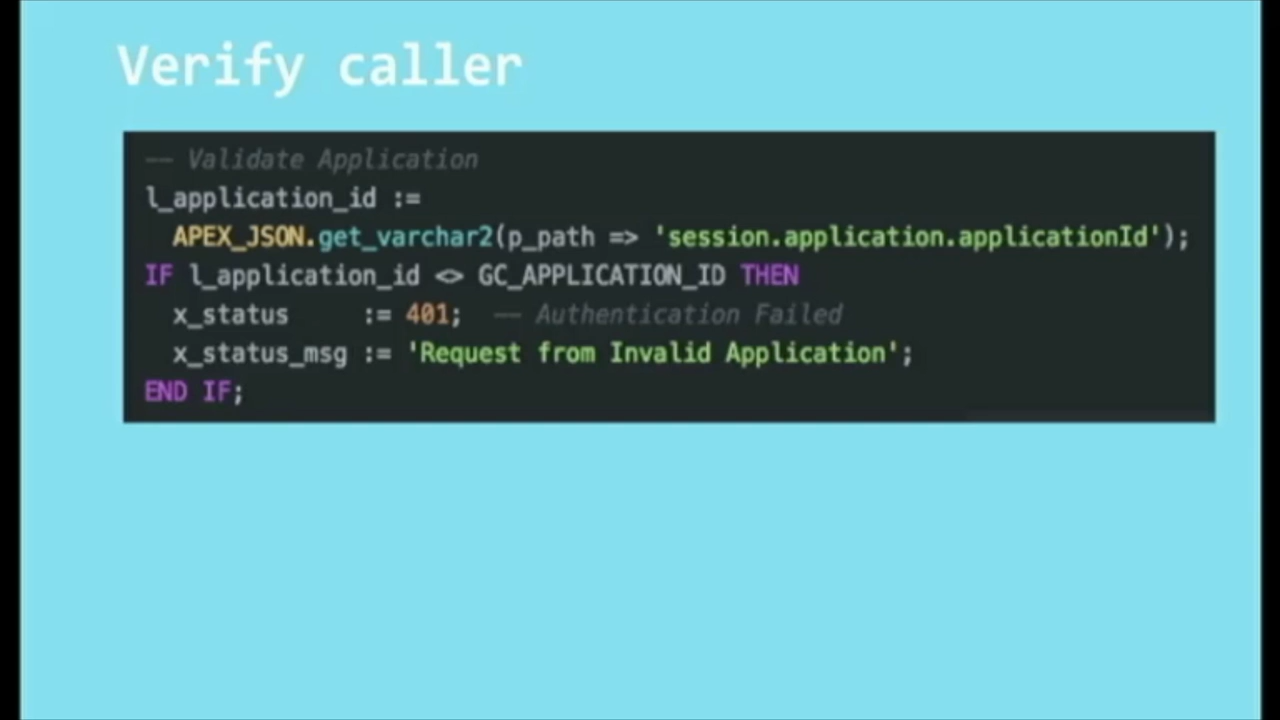 Verify caller
-- Validate Application
l_application_id :=
APEX_JSON.get_varchar2(p_path => 'session.application.applicationId');
IF l_application_id <> GC_APPLICATION_ID THEN
x_status := 401; -- Authentication Failed
x_status_msg := 'Request from Invalid Application';
END IF;